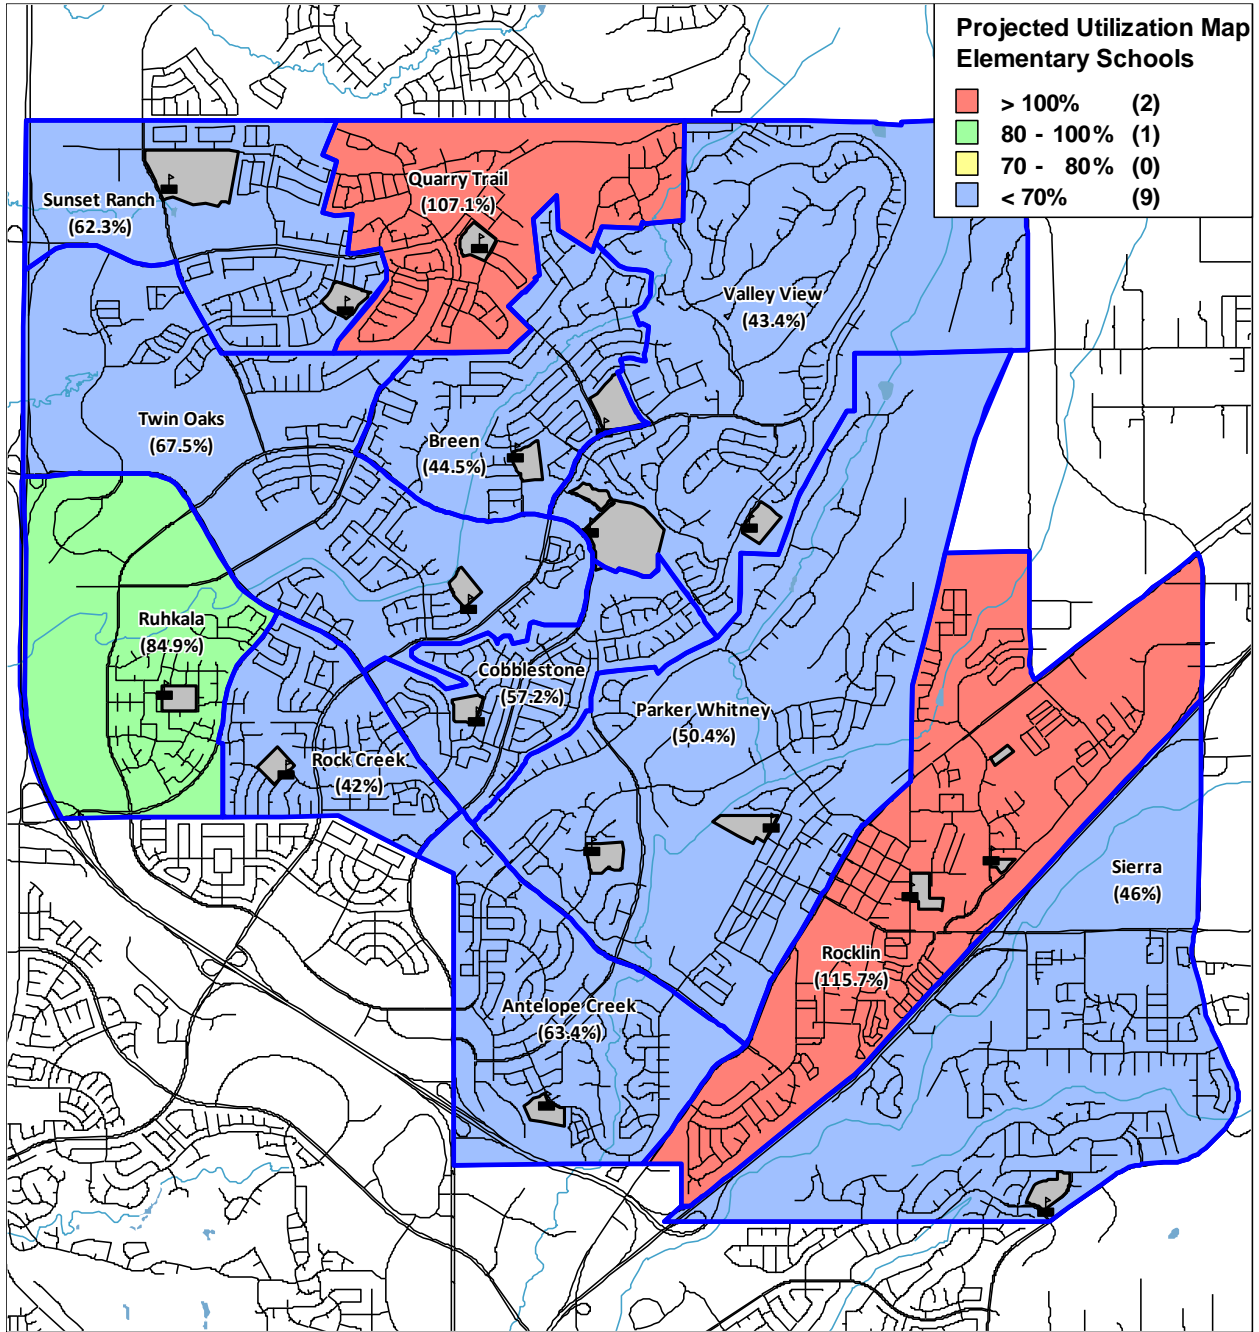 Projected Utilization Map
Elementary Schools
> 100% (2)
80 - 100% (1)
70 - 80% (0)
< 70% (9)
Quarry Trail
(107.1%)
Sunset Ranch
(62.3%)
Valley View
(43.4%)
Twin Oaks
(67.5%)
Breen
(44.5%)
Ruhkala
(84.9%)
Cobblestone
(57.2%)
Parker Whitney
(50.4%)
Rock Creek
(42%)
Sierra
(46%)
Rocklin
(115.7%)
Antelope Creek
(63.4%)